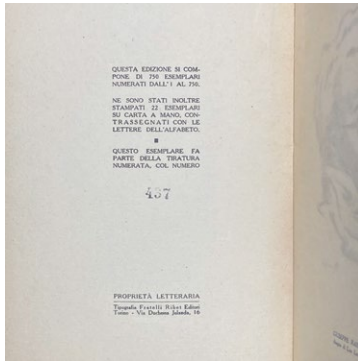 QUESTA EDIZIONE SI COM-
PONE DI 750 ESEMPLARI
NUMERATI DALL'1 AL 750.
NE SONO STATI INOLTRE
STAMPATI 22 ESEMPLARI
SU CARTA A MANO, CON-
TRASSEGNATI CON LE
LETTERE DELL'ALFABETO.
QUESTO ESEMPLARE FA
PARTE DELLA TIRATURA
NUMERATA, COL NUMERO
437
PROPRIETÀ LETTERARIA
Tipografia Fratelli Ribet Editori
Torino - Via Duchessa Jolanda, 16